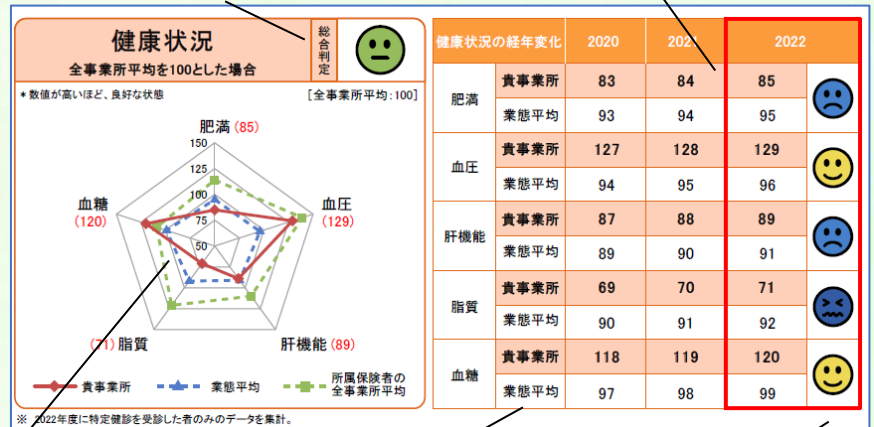 健康状況
全事業所平均を100とした場合
総合判定
*数値が高いほど、良好な状態
[全事業所平均:100]
肥満(85)
150
125
100
75
50
血糖
(120)
血圧
(129)
(71)脂質
肝機能(89)
貴事業所
業態平均
所属保険者の
全事業所平均
※ 2022年度に特定健診を受診した者のみのデータを集計。
健康状況の経年変化 2020 2021 2022
肥満
貴事業所 83 84 85
業態平均 93 94 95
血圧
貴事業所 127 128 129
業態平均 94 95 96
肝機能
貴事業所 87 88 89
業態平均 89 90 91
脂質
貴事業所 69 70 71
業態平均 90 91 92
血糖
貴事業所 118 119 120
業態平均 97 98 99